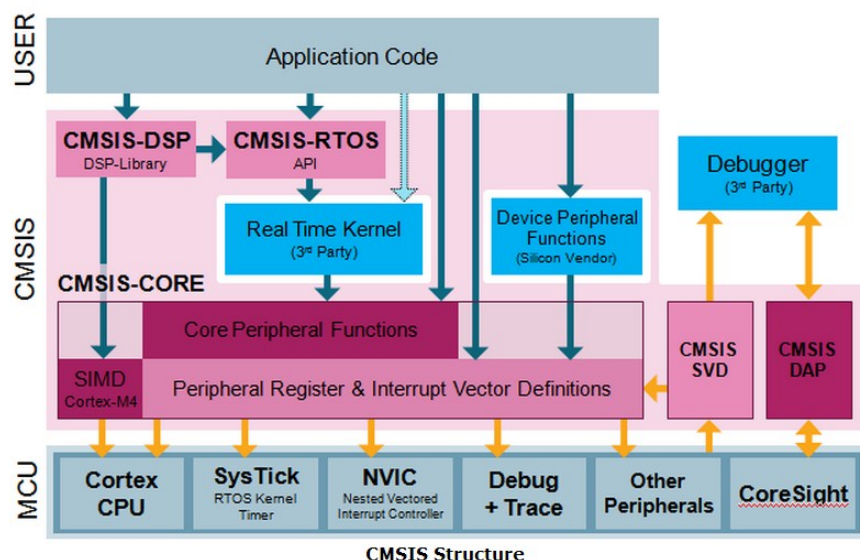 USER
Application Code
CMSIS
CMSIS-DSP
DSP-Library
CMSIS-RTOS
API
Real Time Kernel
(3rd Party)
Device Peripheral
Functions
(Silicon Vendor)
Debugger
(3rd Party)
CMSIS-CORE
Core Peripheral Functions
SIMD
Cortex-M4
Peripheral Register & Interrupt Vector Definitions
CMSIS
SVD
CMSIS
DAP
MCU
Cortex
CPU
SysTick
RTOS Kernel
Timer
NVIC
Nested Vectored
Interrupt Controller
Debug
+ Trace
Other
Peripherals
CoreSight
CMSIS Structure